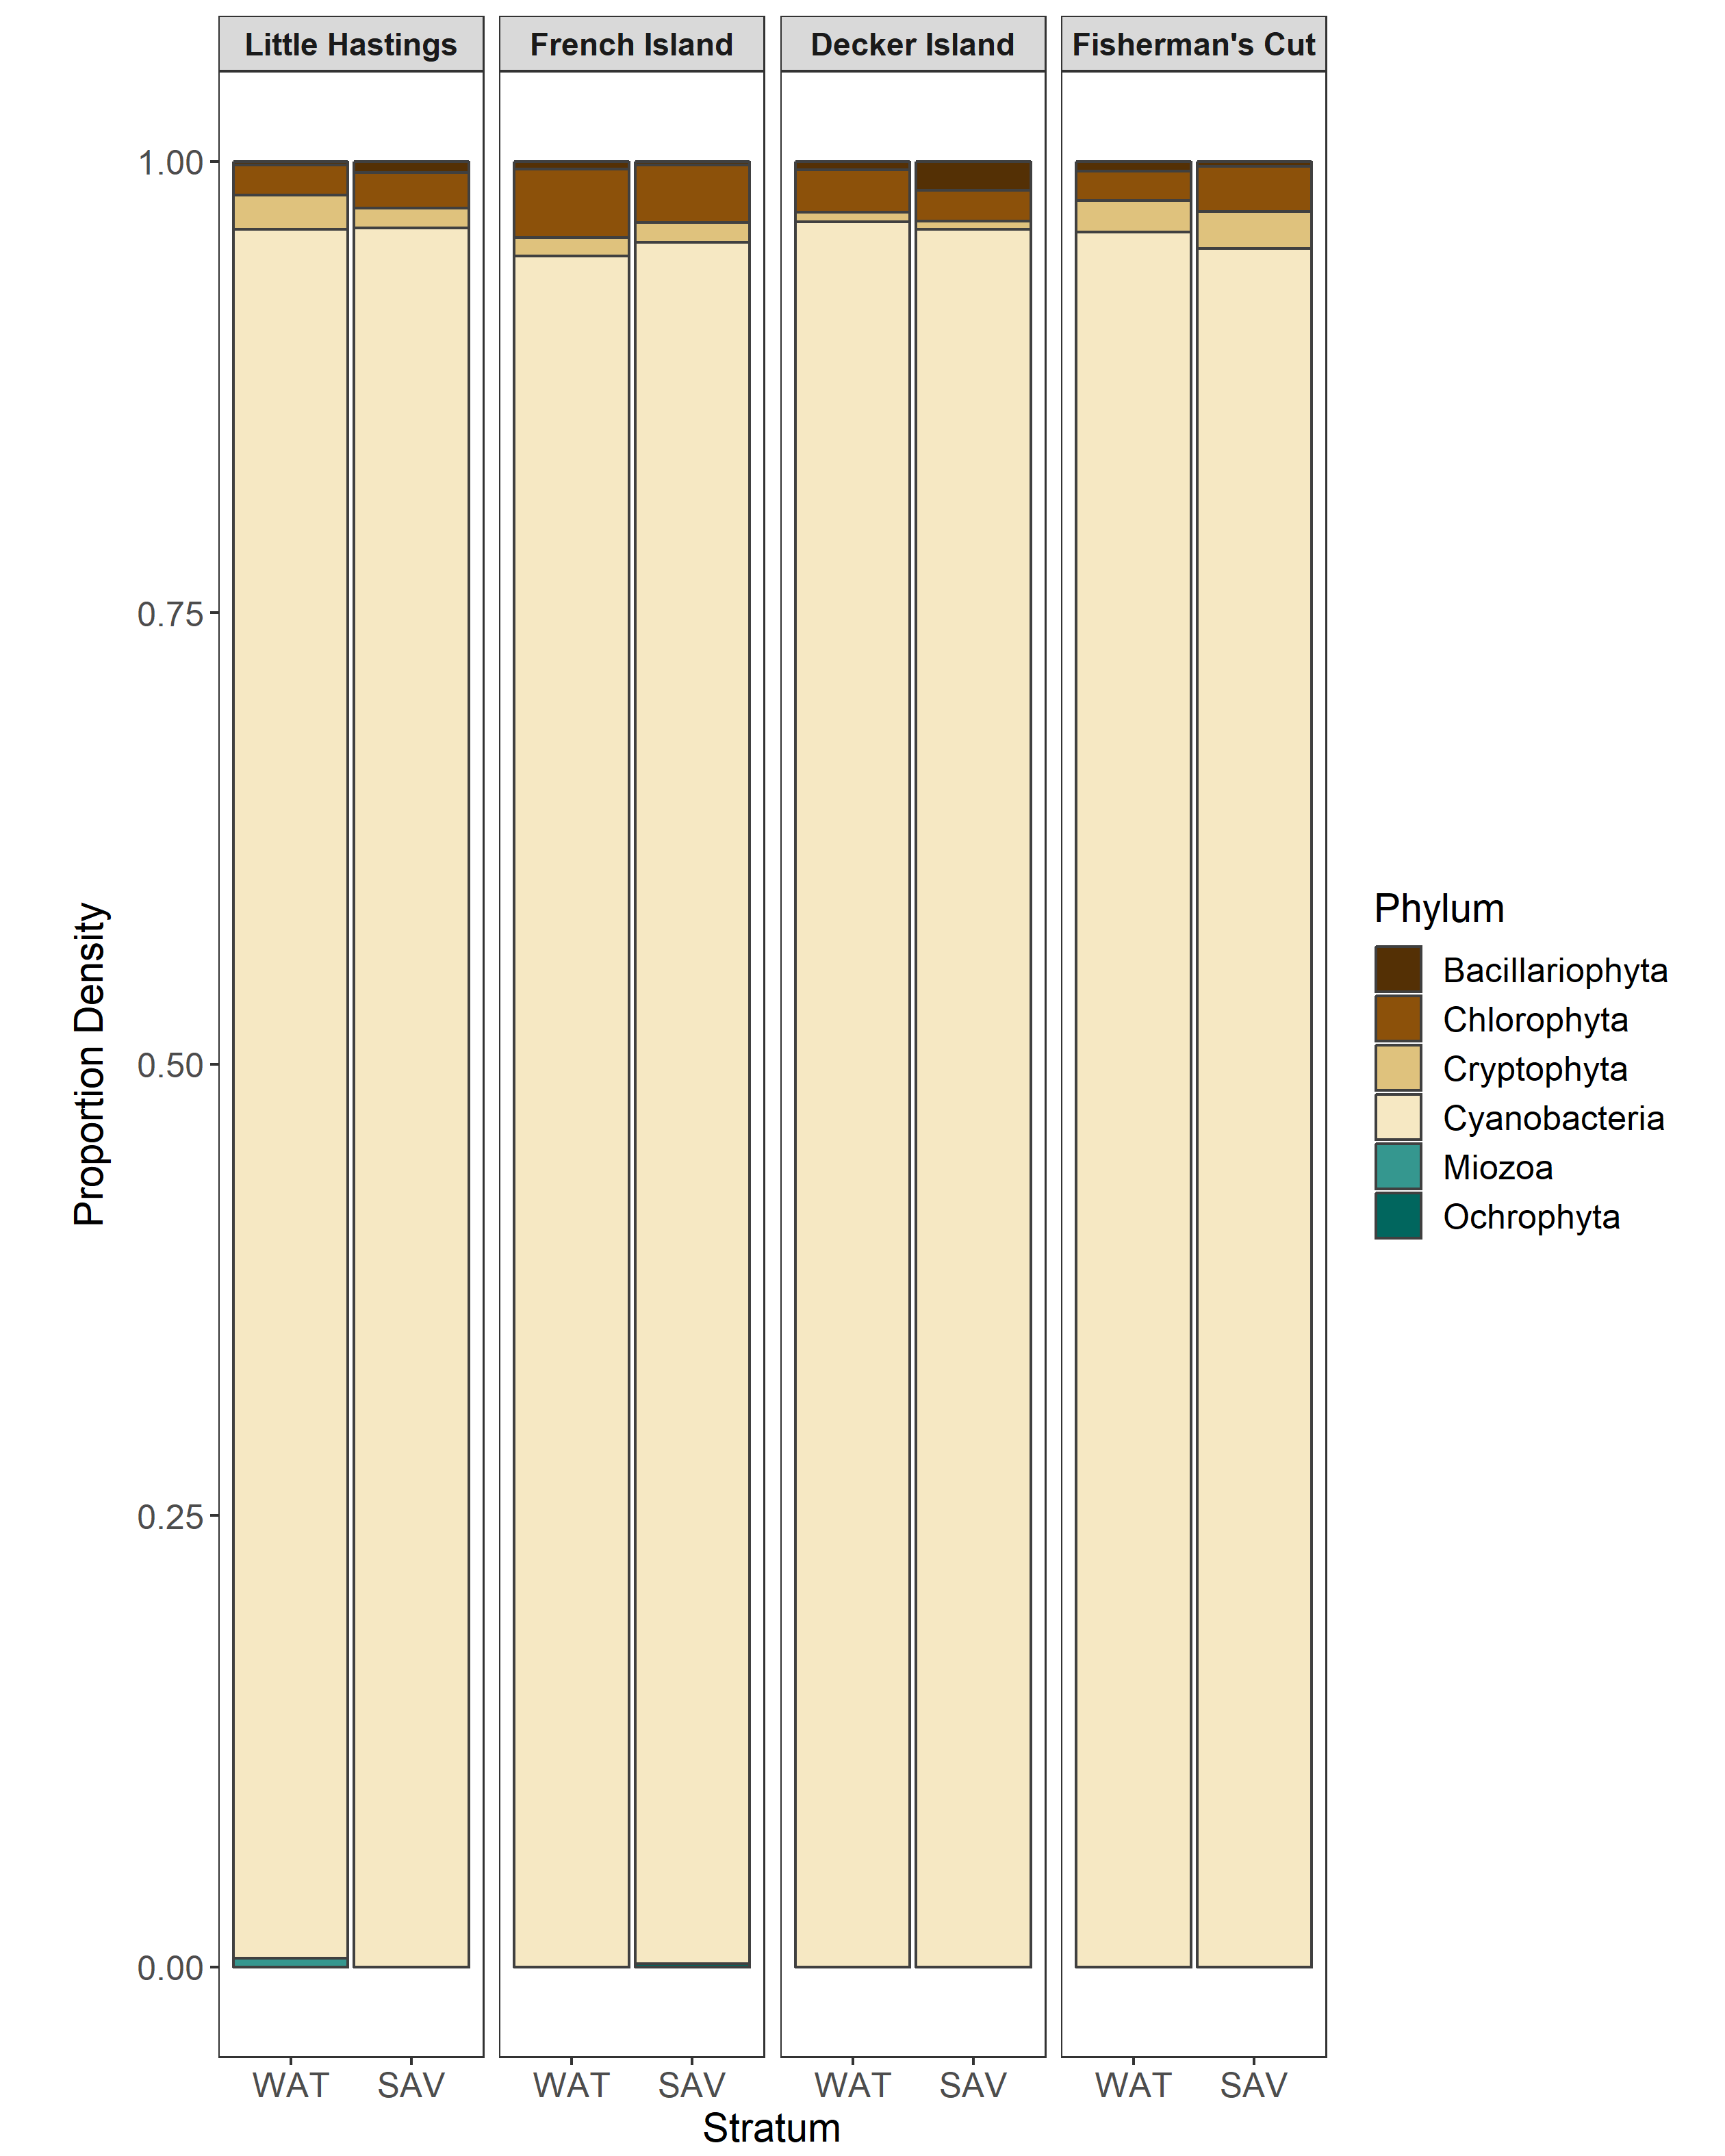 Little Hastings French Island Decker Island Fisherman's Cut
1.00
0.75
0.50
0.25
0.00
Proportion Density
WAT SAV WAT SAV WAT SAV WAT SAV
Stratum
Phylum
Bacillariophyta
Chlorophyta
Cryptophyta
Cyanobacteria
Miozoa
Ochrophyta